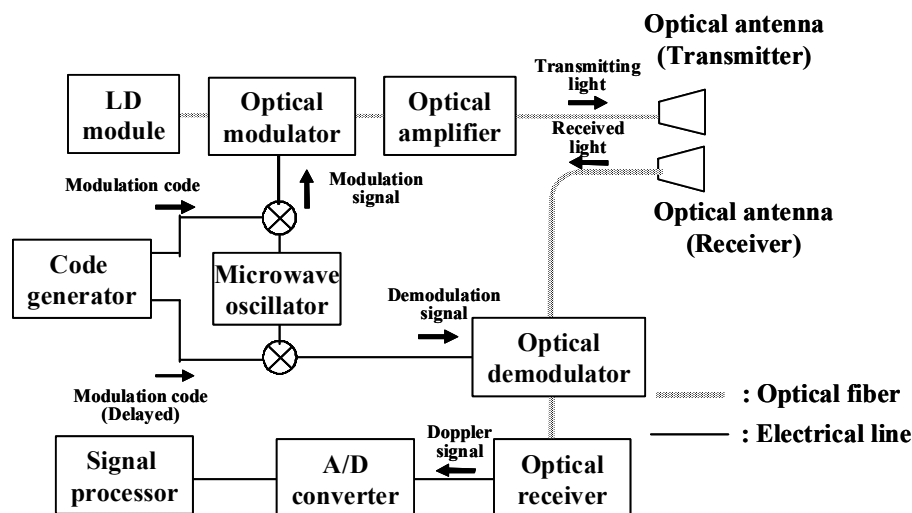 Optical antenna
(Transmitter)
Transmitting
light
LD
module
Optical
modulator
Optical
amplifier
Received
light
Modulation code
Modulation
signal
Optical antenna
(Receiver)
Code
generator
Microwave
oscillator
Demodulation
signal
Optical
demodulator
Modulation code
(Delayed)
: Optical fiber
: Electrical line
Signal
processor
A/D
converter
Doppler
signal
Optical
receiver